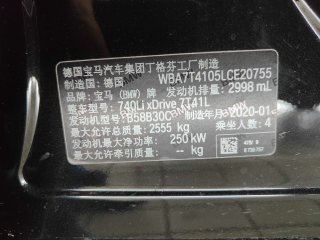 德国宝马汽车集团丁格芬工厂制造
制造国：德国 WBA7T4105LCE20755
品牌：宝马 (BMW) 牌 发动机排量：2998 mL
整车型号：740Li xDrive 7T41L
发动机型号：B58B30C 制造年月：2020-01
最大允许总质量：2555 kg 乘坐人数：4
发动机最大净功率：250 kW
最大允许牵引质量：-- kg